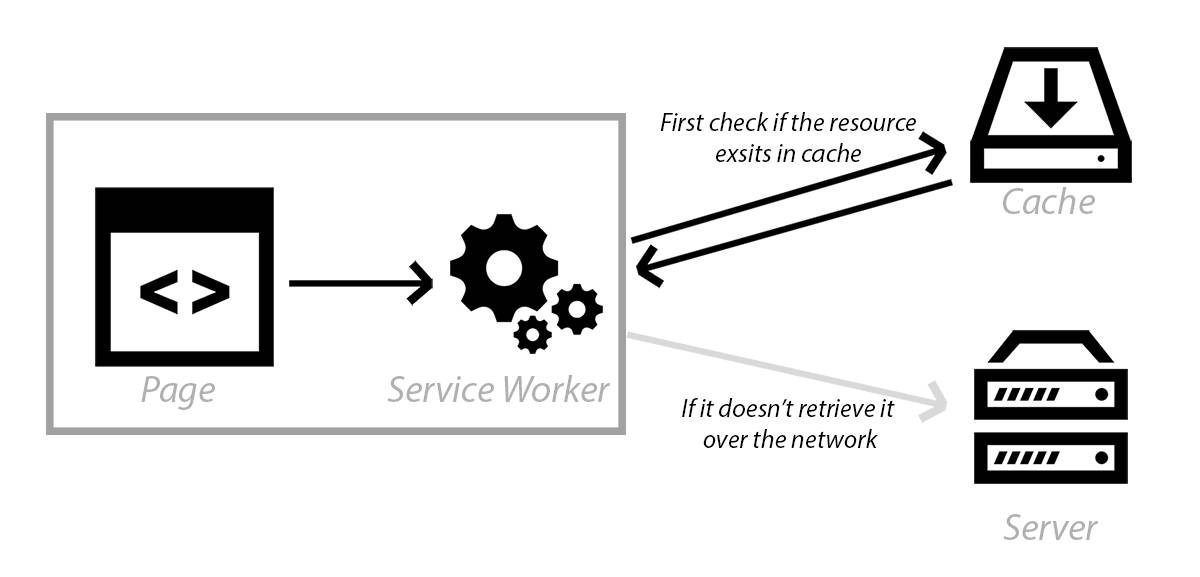 First check if the resource
exsits in cache
Cache
< >
Page
Service Worker
If it doesn't retrieve it
over the network
Server